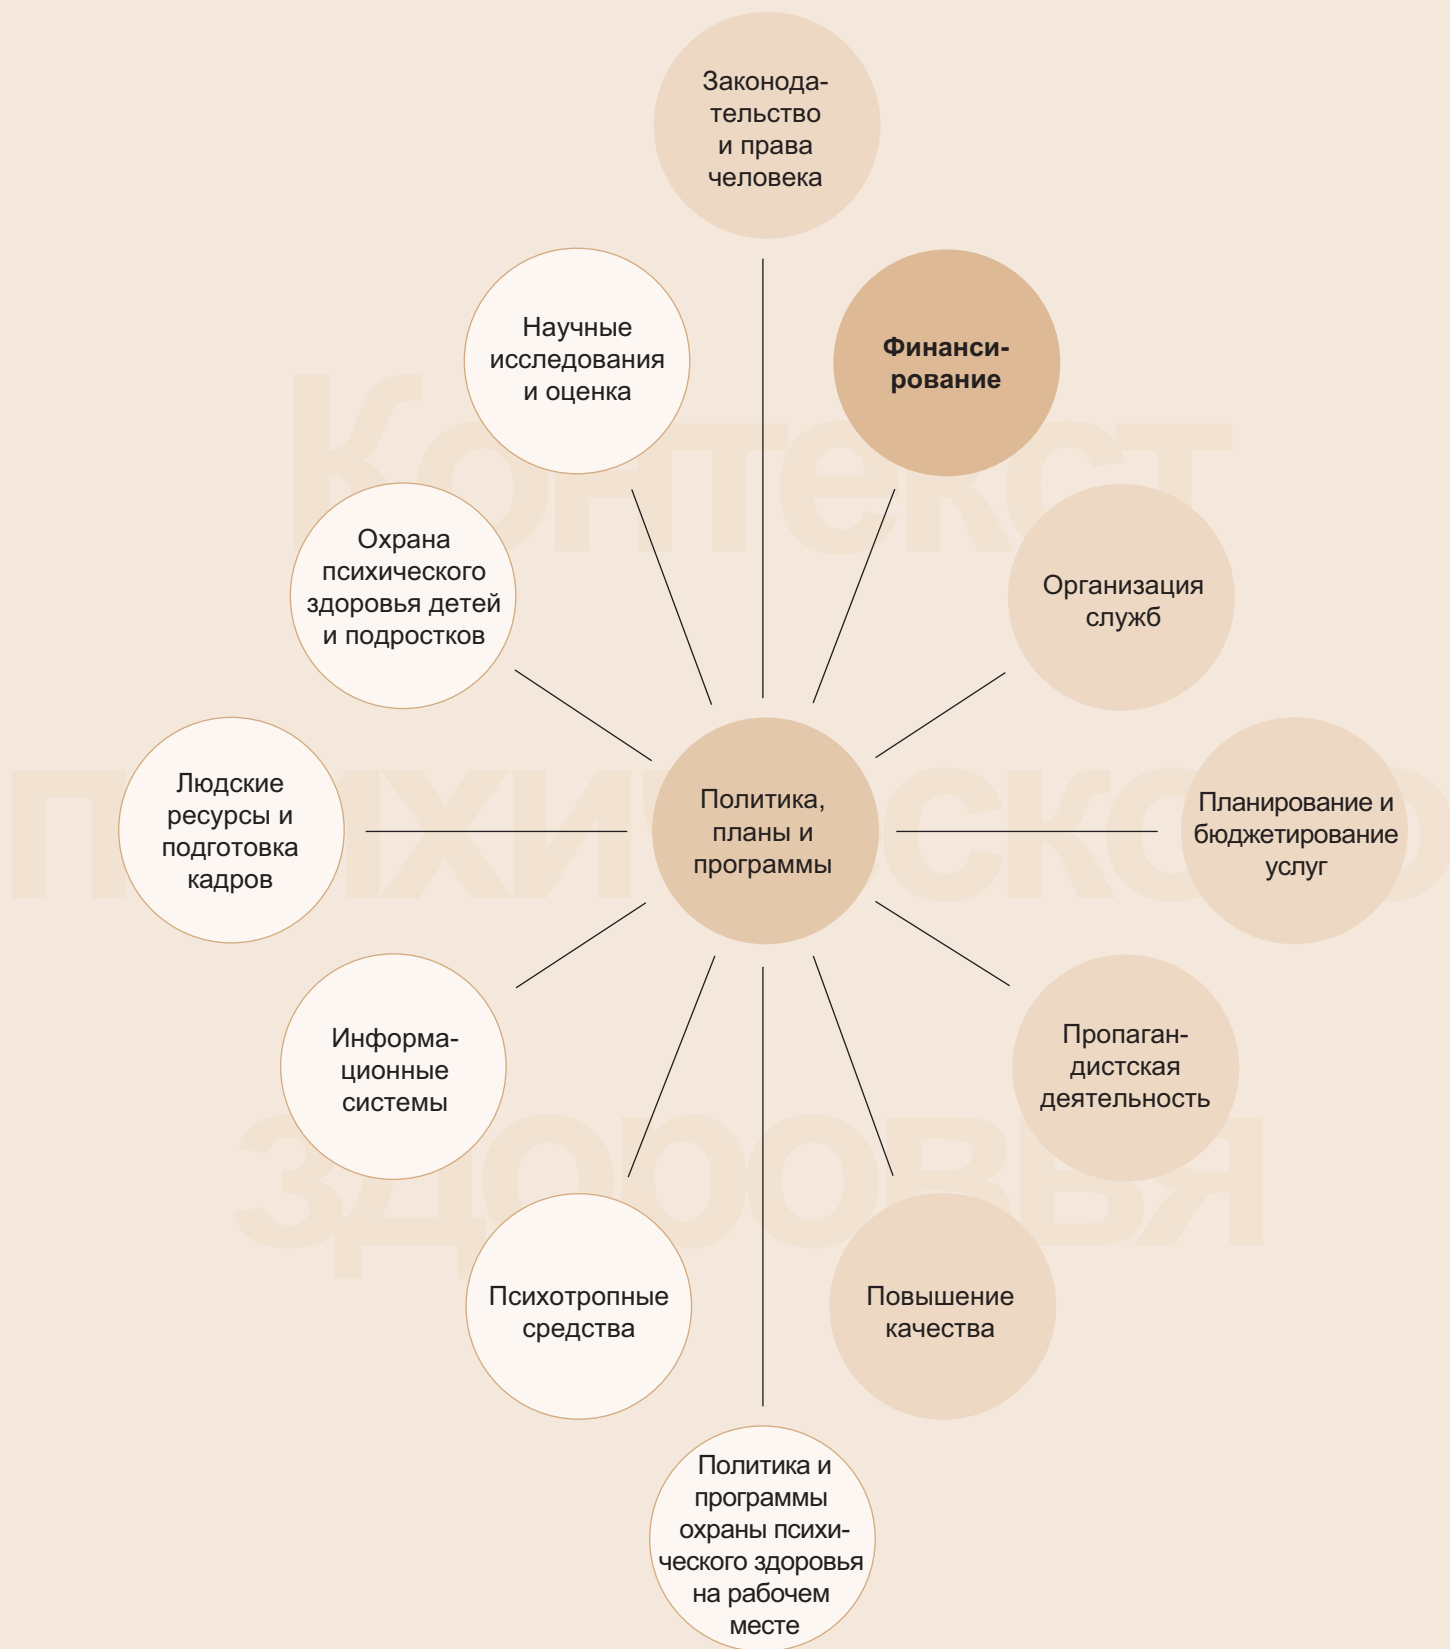 Законода-
тельство
и права
человека
Научные
исследования
и оценка
Финанси-
рование
Контекст
Охрана
психического
здоровья детей
и подростков
Организация
служб
Людские
ресурсы и
подготовка
кадров
Политика,
планы и
программы
Планирование и
бюджетирование
услуг
психического
Информа-
ционные
системы
Пропаган-
дистская
деятельность
здоровья
Психотропные
средства
Повышение
качества
Политика и
программы
охраны психи-
ческого здоровья
на рабочем
месте